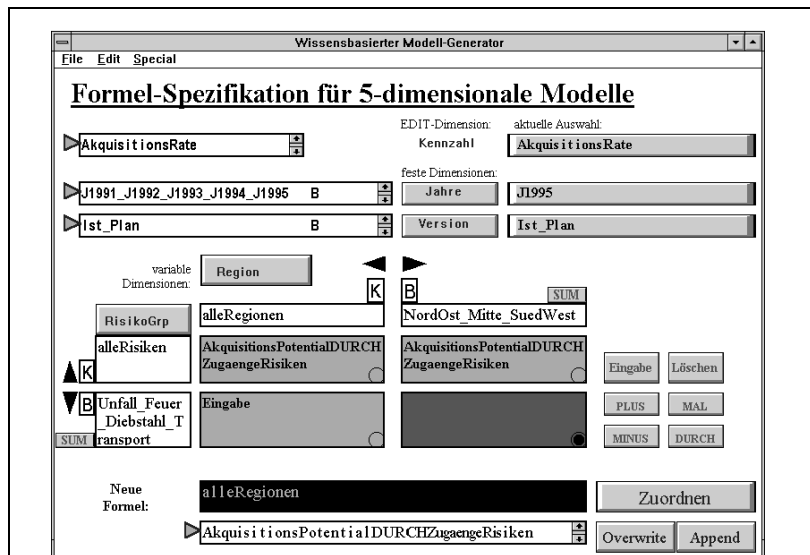 Wissensbasierter Modell-Generator
File Edit Special
Formel-Spezifikation für 5-dimensionale Modelle
EDIT-Dimension: aktuelle Auswahl:
AkquisitionsRate Kennzahl AkquisitionsRate
feste Dimensionen:
J1991_J1992_J1993_J1994_J1995 B Jahre J1995
Ist_Plan B Version Ist_Plan
variable
Dimensionen:
Region
K B SUM
RisikoGrp alleRegionen NordOst_Mitte_SuedWest
alleRisiken AkquisitionsPotentialDURCH AkquisitionsPotentialDURCH
ZugaengeRisiken ZugaengeRisiken
K Eingabe Löschen
B Unfall_Feuer Eingabe PLUS MAL
_Diebstahl_T
SUM ransport MINUS DURCH
Neue
Formel:
alleRegionen Zuordnen
AkquisitionsPotentialDURCHZugaengeRisiken Overwrite Append